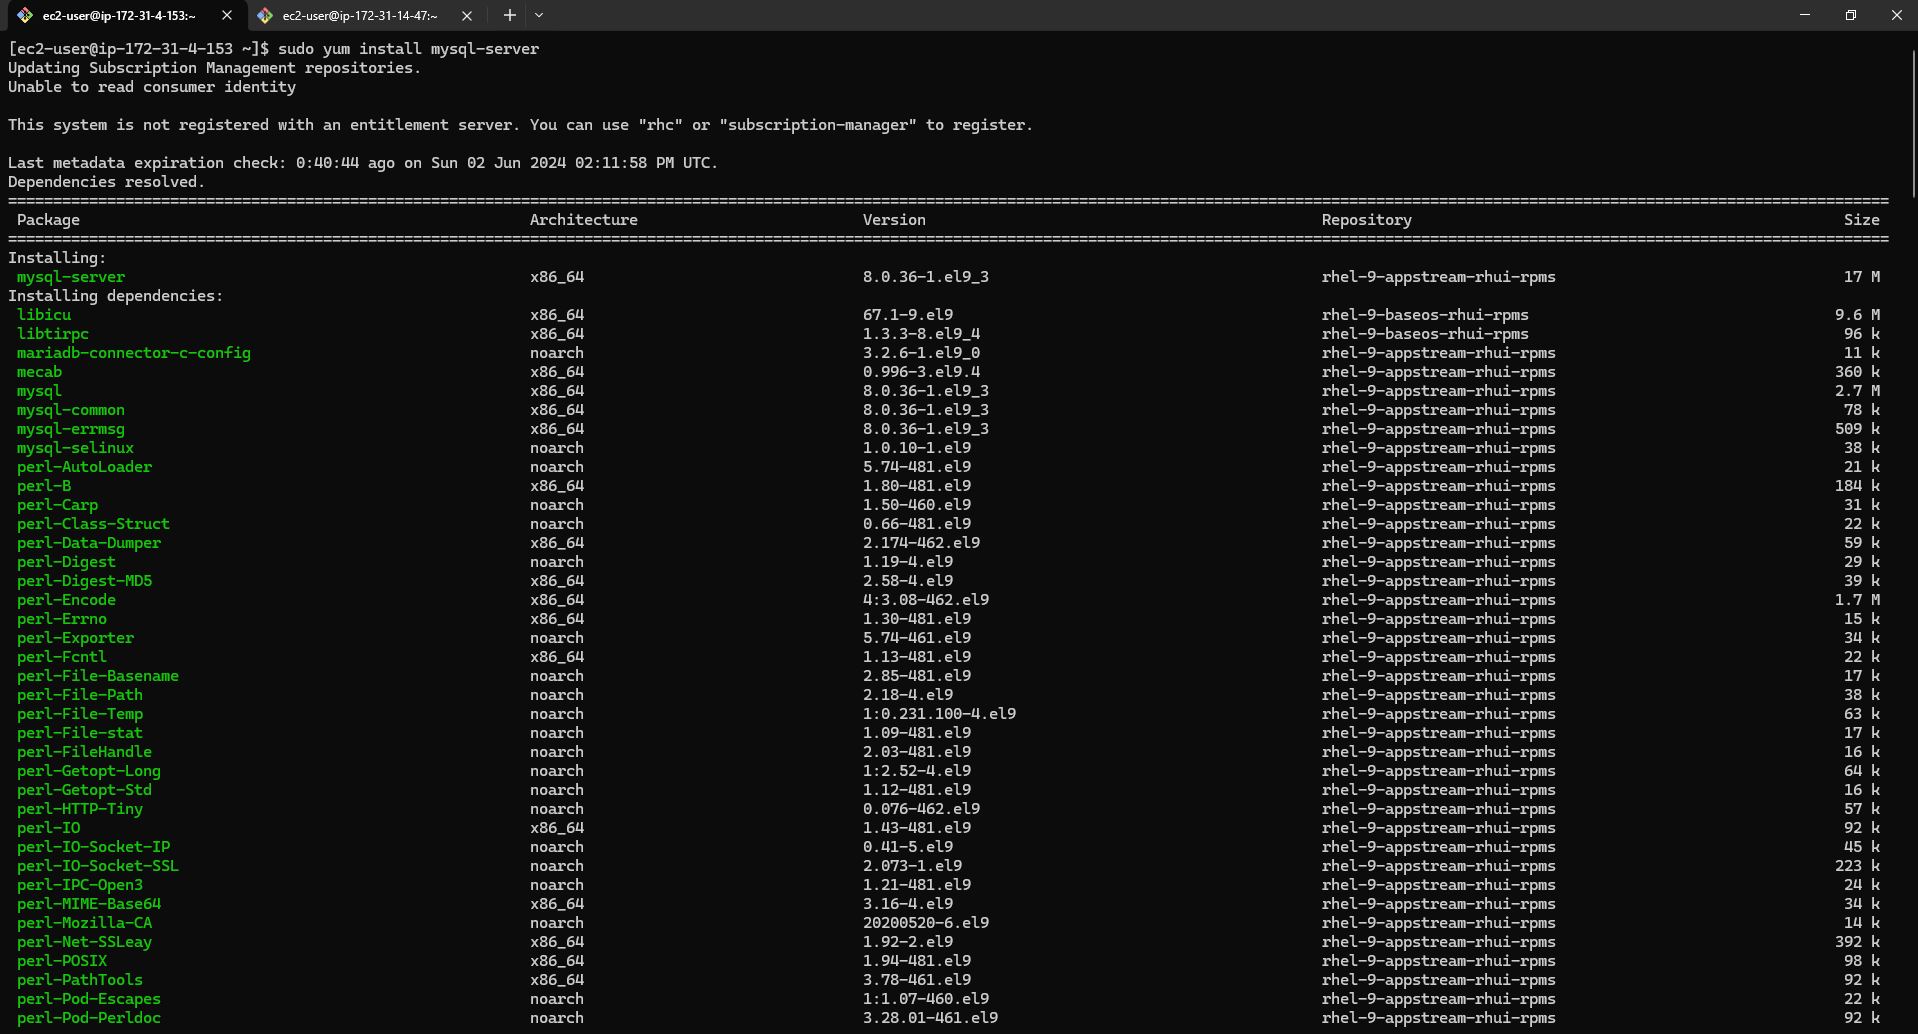 ec2-user@ip-172-31-4-153:~
ec2-user@ip-172-31-14-47:~
[ec2-user@ip-172-31-4-153 ~]$ sudo yum install mysql-server
Updating Subscription Management repositories.
Unable to read consumer identity
This system is not registered with an entitlement server. You can use "rhc" or "subscription-manager" to register.
Last metadata expiration check: 0:40:44 ago on Sun 02 Jun 2024 02:11:58 PM UTC.
Dependencies resolved.
Package Architecture Version Repository Size
Installing:
mysql-server x86_64 8.0.36-1.el9_3 rhel-9-appstream-rhui-rpms 17 M
Installing dependencies:
libicu x86_64 67.1-9.el9 rhel-9-baseos-rhui-rpms 9.6 M
libtirpc x86_64 1.3.3-8.el9_4 rhel-9-baseos-rhui-rpms 96 k
mariadb-connector-c-config noarch 3.2.6-1.el9_0 rhel-9-appstream-rhui-rpms 11 k
mecab x86_64 0.996-3.el9.4 rhel-9-appstream-rhui-rpms 360 k
mysql x86_64 8.0.36-1.el9_3 rhel-9-appstream-rhui-rpms 2.7 M
mysql-common x86_64 8.0.36-1.el9_3 rhel-9-appstream-rhui-rpms 78 k
mysql-errmsg x86_64 8.0.36-1.el9_3 rhel-9-appstream-rhui-rpms 509 k
mysql-selinux noarch 1.0.10-1.el9 rhel-9-appstream-rhui-rpms 38 k
perl-AutoLoader noarch 5.74-481.el9 rhel-9-appstream-rhui-rpms 21 k
perl-B x86_64 1.80-481.el9 rhel-9-appstream-rhui-rpms 184 k
perl-Carp noarch 1.50-460.el9 rhel-9-appstream-rhui-rpms 31 k
perl-Class-Struct noarch 0.66-481.el9 rhel-9-appstream-rhui-rpms 22 k
perl-Data-Dumper x86_64 2.174-462.el9 rhel-9-appstream-rhui-rpms 59 k
perl-Digest noarch 1.19-4.el9 rhel-9-appstream-rhui-rpms 29 k
perl-Digest-MD5 x86_64 2.58-4.el9 rhel-9-appstream-rhui-rpms 39 k
perl-Encode x86_64 4:3.08-462.el9 rhel-9-appstream-rhui-rpms 1.7 M
perl-Errno x86_64 1.30-481.el9 rhel-9-appstream-rhui-rpms 15 k
perl-Exporter noarch 5.74-461.el9 rhel-9-appstream-rhui-rpms 34 k
perl-Fcntl x86_64 1.13-481.el9 rhel-9-appstream-rhui-rpms 22 k
perl-File-Basename noarch 2.85-481.el9 rhel-9-appstream-rhui-rpms 17 k
perl-File-Path noarch 2.18-4.el9 rhel-9-appstream-rhui-rpms 38 k
perl-File-Temp noarch 1:0.231.100-4.el9 rhel-9-appstream-rhui-rpms 63 k
perl-File-stat noarch 1.09-481.el9 rhel-9-appstream-rhui-rpms 17 k
perl-FileHandle noarch 2.03-481.el9 rhel-9-appstream-rhui-rpms 16 k
perl-Getopt-Long noarch 1:2.52-4.el9 rhel-9-appstream-rhui-rpms 64 k
perl-Getopt-Std noarch 1.12-481.el9 rhel-9-appstream-rhui-rpms 16 k
perl-HTTP-Tiny noarch 0.076-462.el9 rhel-9-appstream-rhui-rpms 57 k
perl-IO x86_64 1.43-481.el9 rhel-9-appstream-rhui-rpms 92 k
perl-IO-Socket-IP noarch 0.41-5.el9 rhel-9-appstream-rhui-rpms 45 k
perl-IO-Socket-SSL noarch 2.073-1.el9 rhel-9-appstream-rhui-rpms 223 k
perl-IPC-Open3 noarch 1.21-481.el9 rhel-9-appstream-rhui-rpms 24 k
perl-MIME-Base64 x86_64 3.16-4.el9 rhel-9-appstream-rhui-rpms 34 k
perl-Mozilla-CA noarch 20200520-6.el9 rhel-9-appstream-rhui-rpms 14 k
perl-Net-SSLeay x86_64 1.92-2.el9 rhel-9-appstream-rhui-rpms 392 k
perl-POSIX x86_64 1.94-481.el9 rhel-9-appstream-rhui-rpms 98 k
perl-PathTools x86_64 3.78-461.el9 rhel-9-appstream-rhui-rpms 92 k
perl-Pod-Escapes noarch 1:1.07-460.el9 rhel-9-appstream-rhui-rpms 22 k
perl-Pod-Perldoc noarch 3.28.01-461.el9 rhel-9-appstream-rhui-rpms 92 k